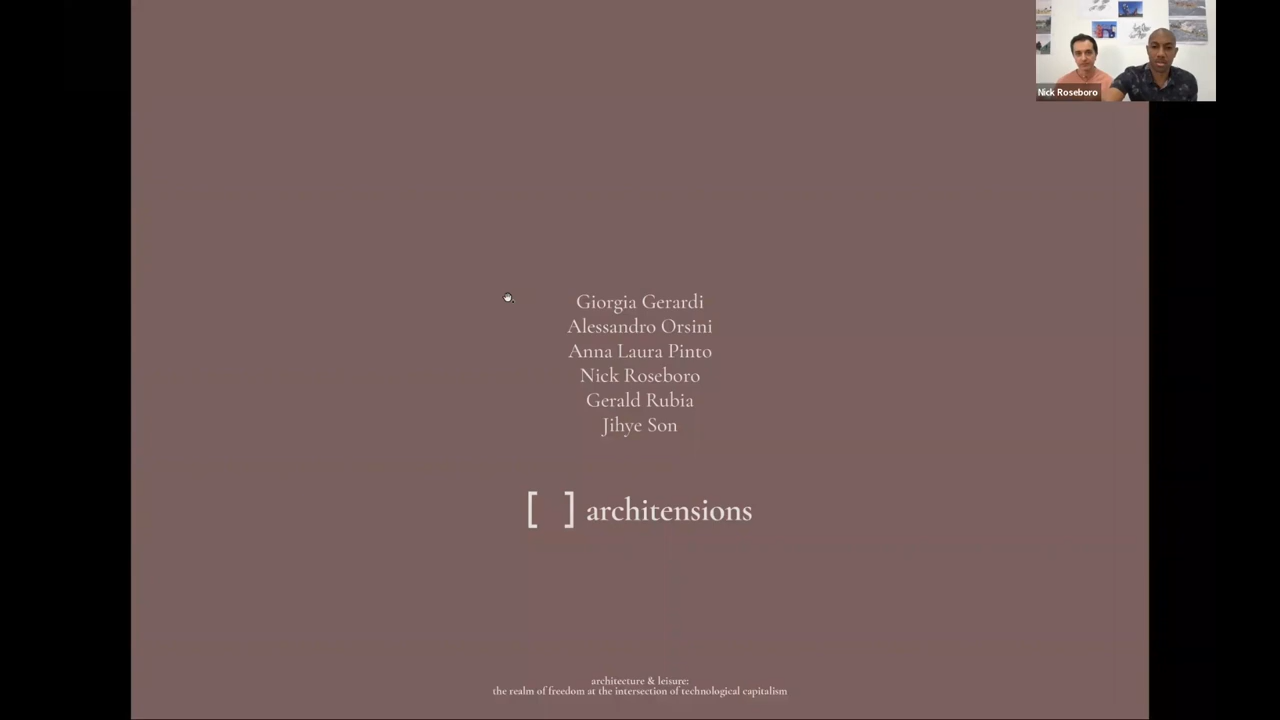 Nick Roseboro
Giorgia Gerardi
Alessandro Orsini
Anna Laura Pinto
Nick Roseboro
Gerald Rubia
Jihye Son
[ ] architensions
architecture & leisure:
the realm of freedom at the intersection of technological capitalism